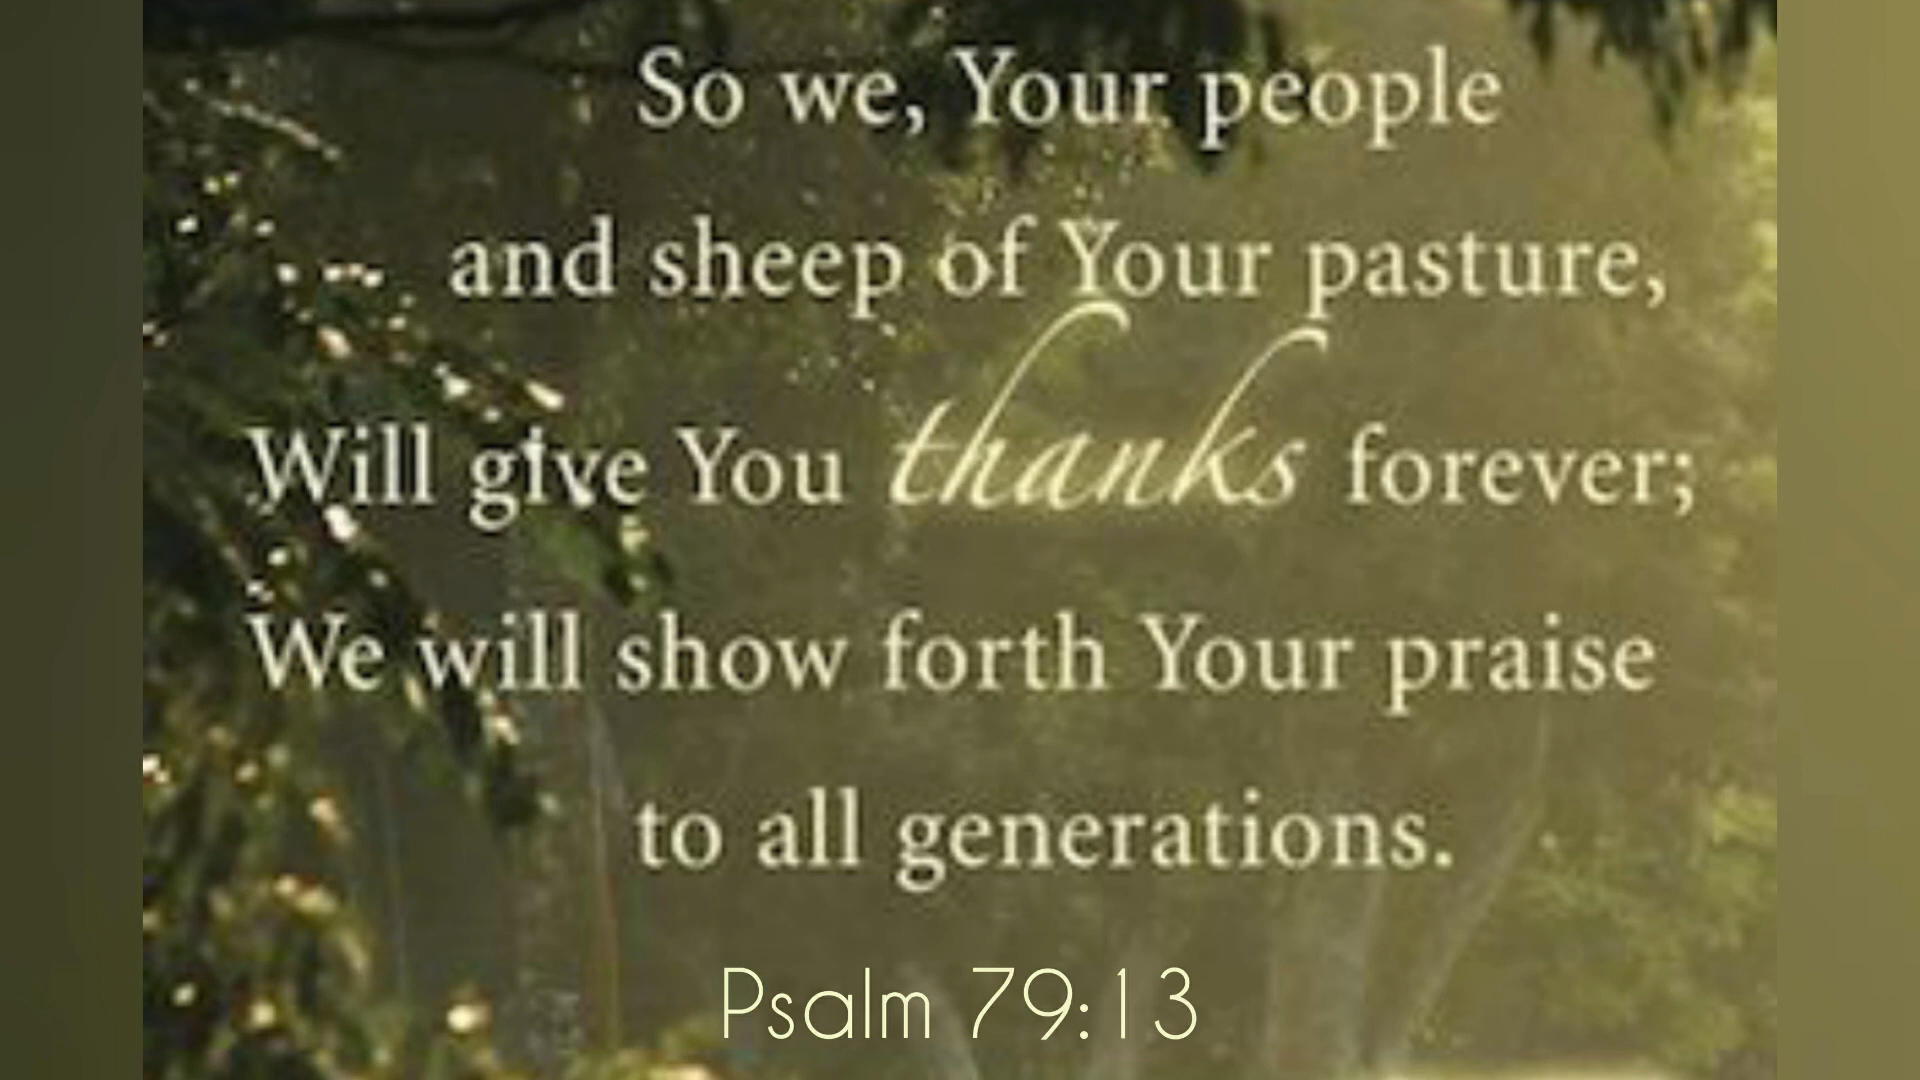 So we, Your people
and sheep of Your pasture,
Will give You thanks forever;
We will show forth Your praise
to all generations.
Psalm 79:13